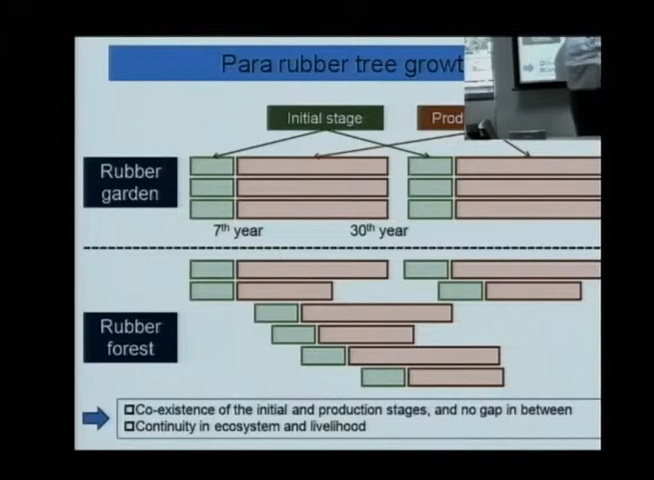 Para rubber tree growt
Initial stage
Prod
Rubber
garden
7th year
30th year
Rubber
forest
Co-existence of the initial and production stages, and no gap in between
Continuity in ecosystem and livelihood